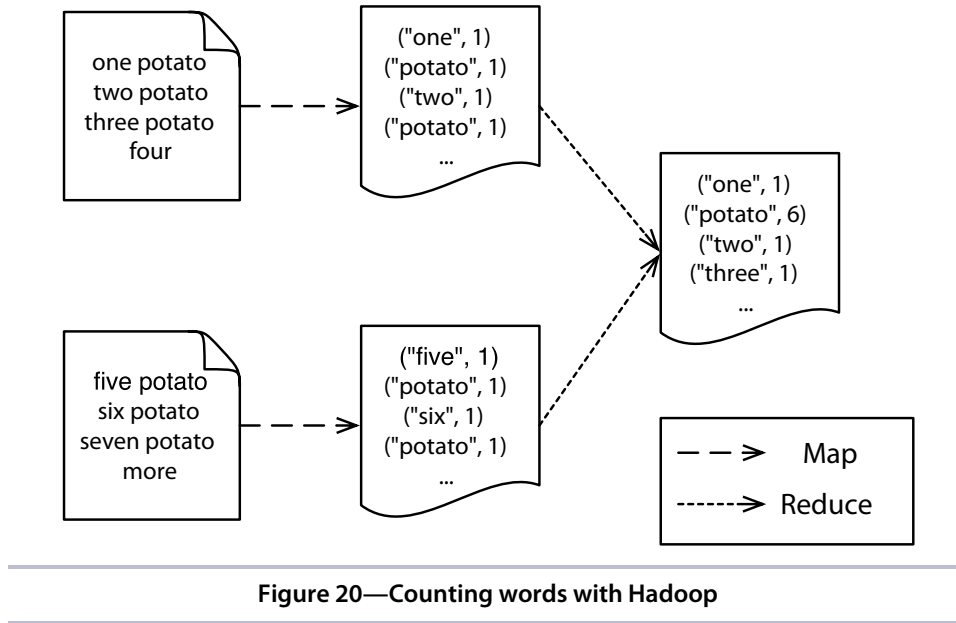 one potato
two potato
three potato
four
("one", 1)
("potato", 1)
("two", 1)
("potato", 1)
...
("one", 1)
("potato", 6)
("two", 1)
("three", 1)
...
five potato
six potato
seven potato
more
("five", 1)
("potato", 1)
("six", 1)
("potato", 1)
...
Map
Reduce
Figure 20—Counting words with Hadoop